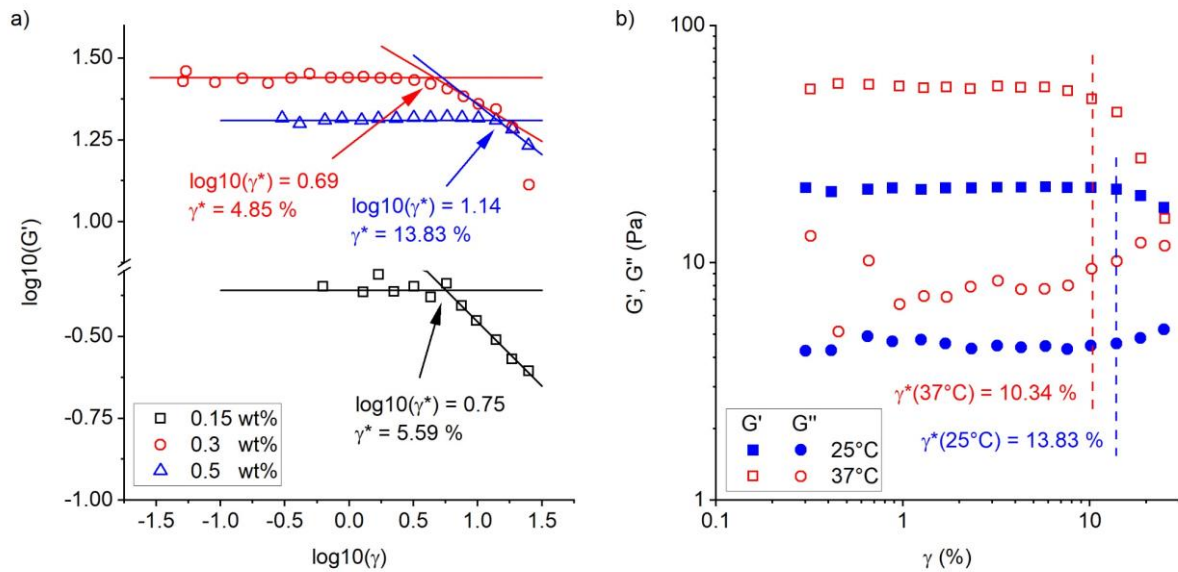 a)
1.50
1.25
1.00
-0.50
-0.75
-1.00
log10(G')
log10(γ*) = 0.69
γ* = 4.85 %
log10(γ*) = 1.14
γ* = 13.83 %
log10(γ*) = 0.75
γ* = 5.59 %
0.15 wt%
0.3 wt%
0.5 wt%
-1.5 -1.0 -0.5 0.0 0.5 1.0 1.5
log10(γ)
b)
100
10
1
G', G'' (Pa)
γ*(37°C) = 10.34 %
γ*(25°C) = 13.83 %
G' G''
25°C
37°C
0.1 1 10
γ (%)